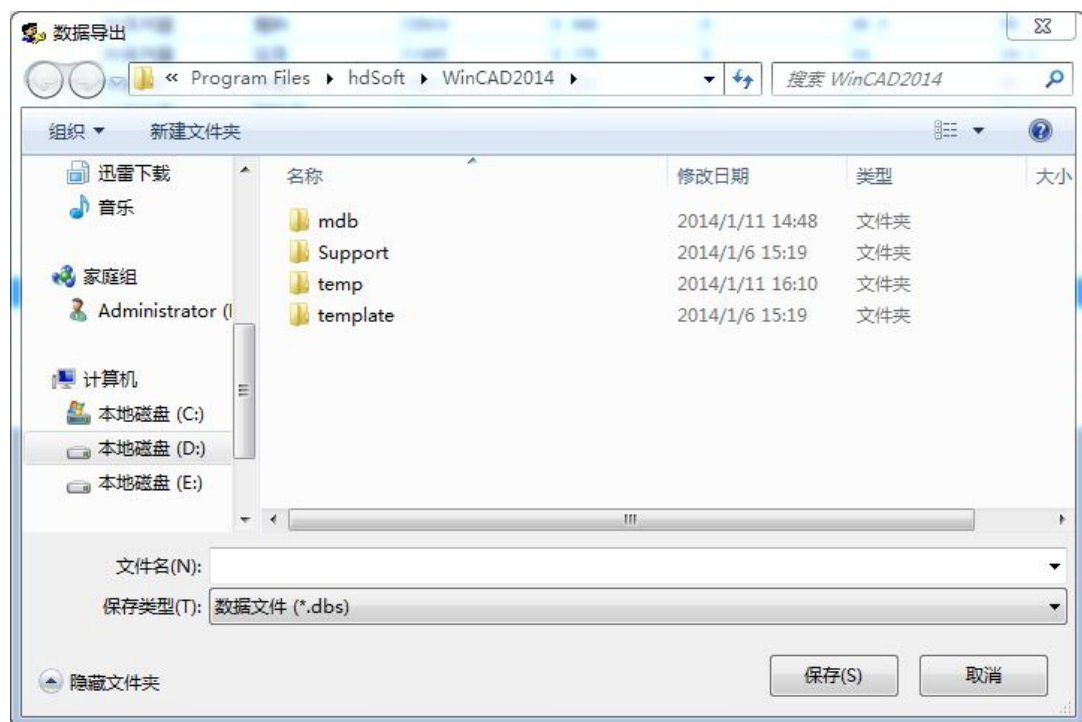 数据导出
« Program Files ▸ hdSoft ▸ WinCAD2014 ▸
搜索 WinCAD2014
组织 新建文件夹
迅雷下载
音乐
家庭组
Administrator (
计算机
本地磁盘 (C:)
本地磁盘 (D:)
本地磁盘 (E:)
名称 修改日期 类型 大小
mdb 2014/1/11 14:48 文件夹
Support 2014/1/6 15:19 文件夹
temp 2014/1/11 16:10 文件夹
template 2014/1/6 15:19 文件夹
文件名(N):
保存类型(T): 数据文件 (*.dbs)
隐藏文件夹 保存(S) 取消